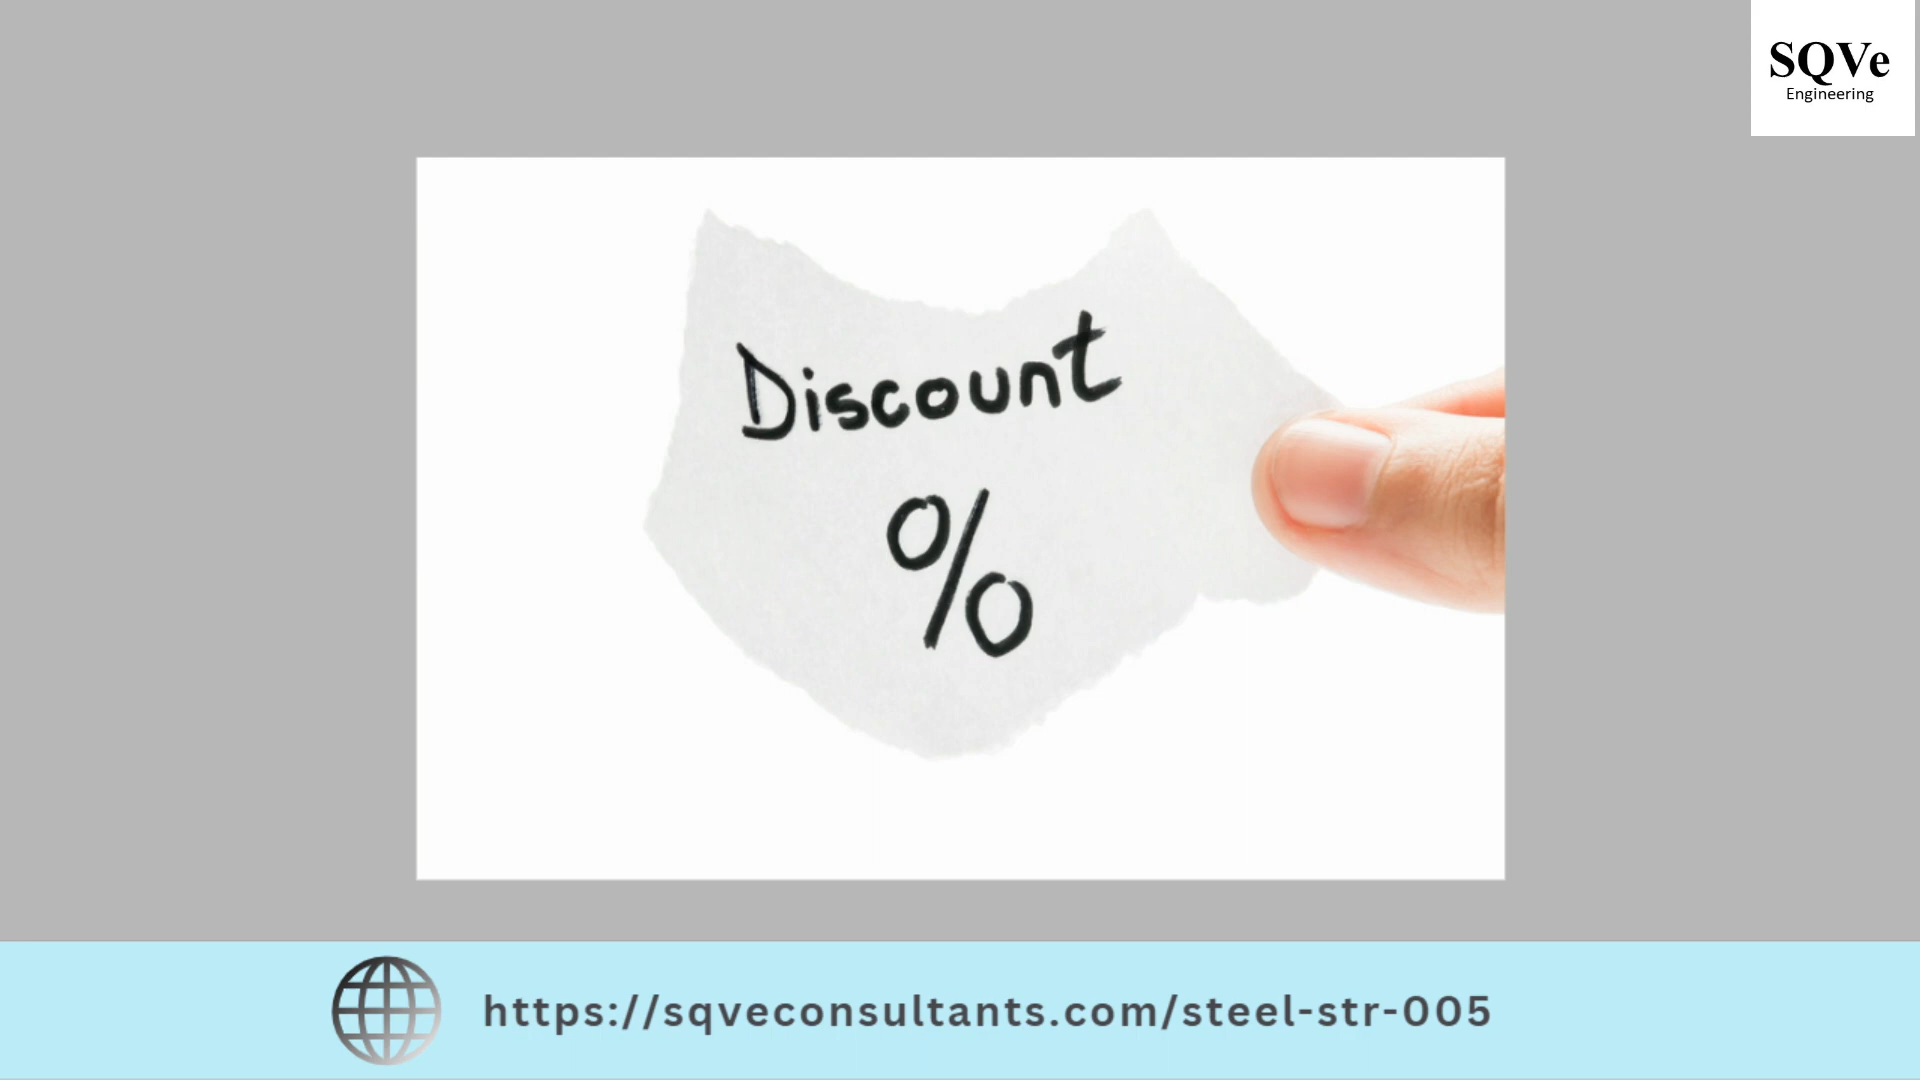 SQVe
Engineering
Discount
%
https://sqveconsultants.com/steel-str-005